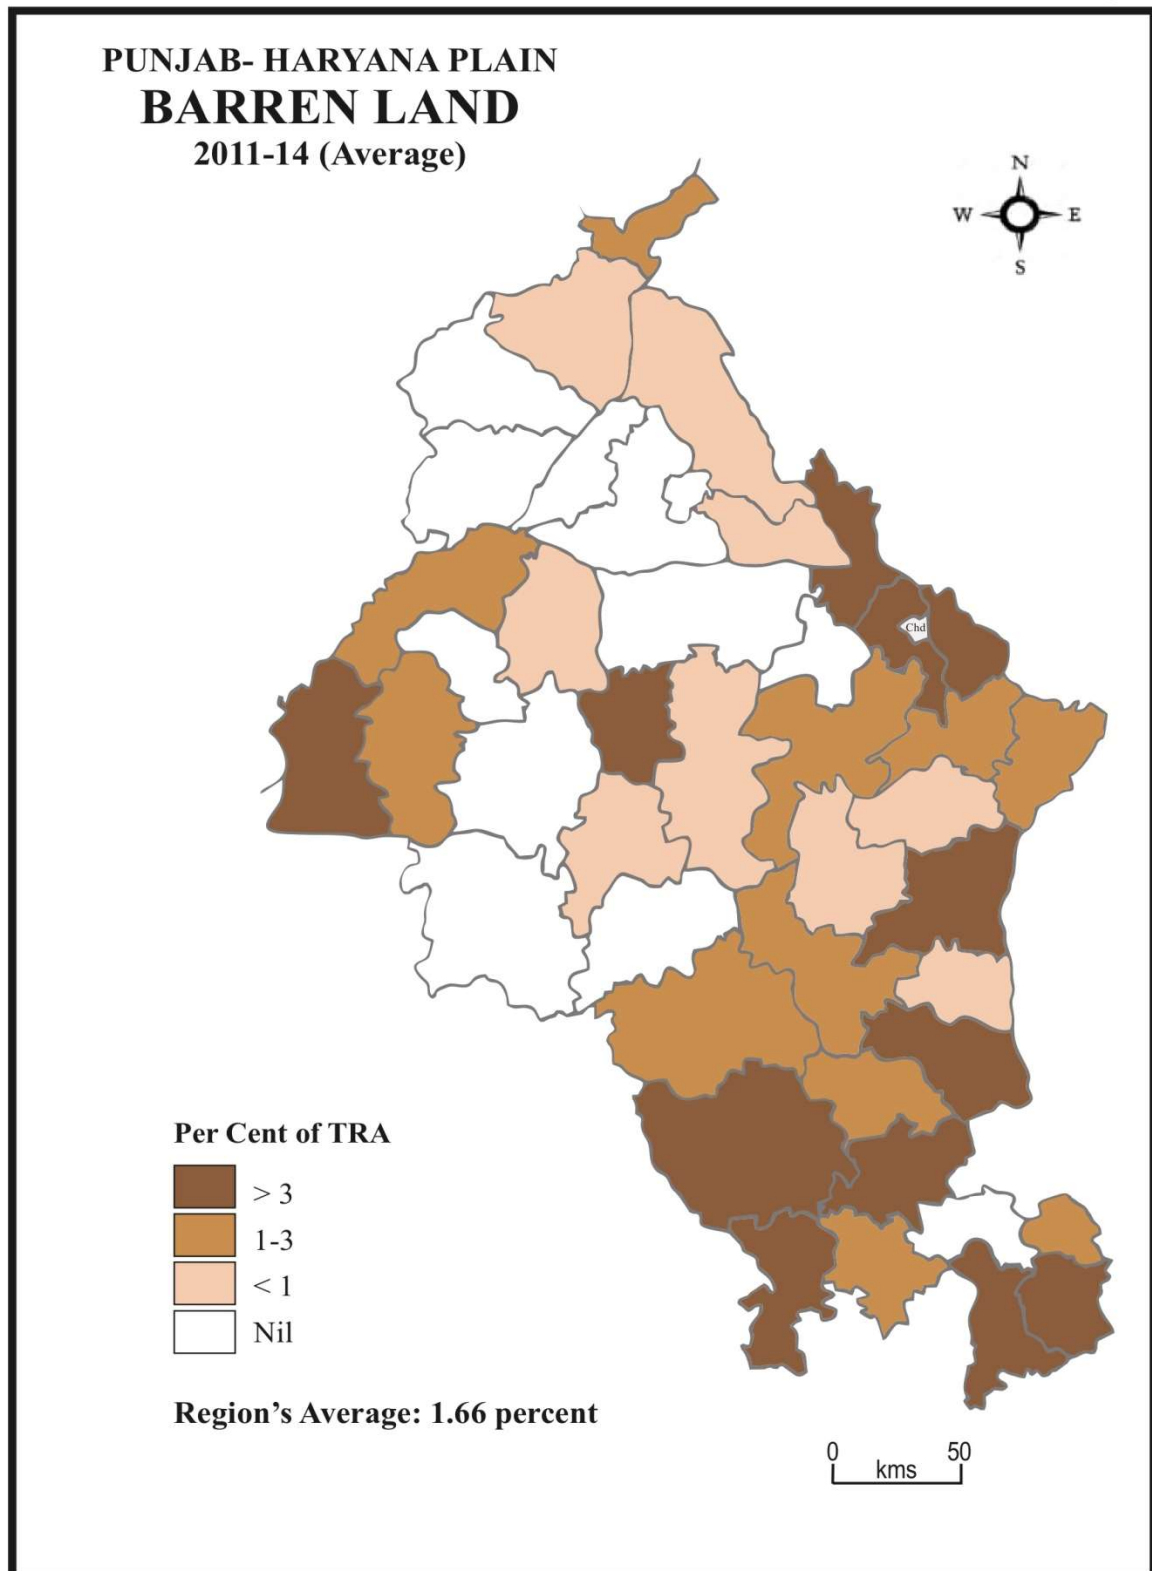 PUNJAB- HARYANA PLAIN
BARREN LAND
2011-14 (Average)
N
W E
S
Chd
Per Cent of TRA
> 3
1-3
< 1
Nil
Region's Average: 1.66 percent
0 50
kms